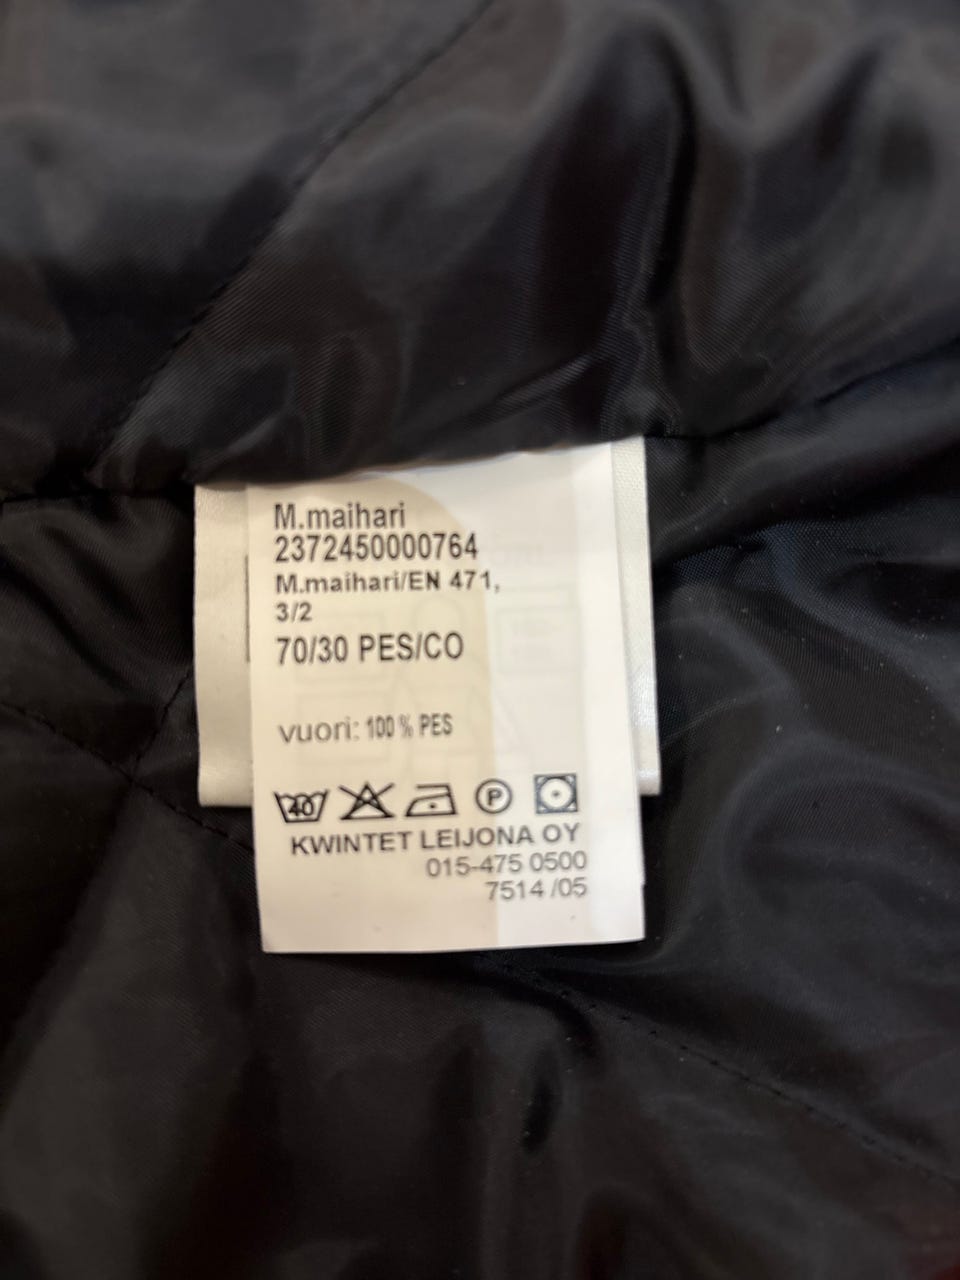 M.maihari
2372450000764
M.maihari/EN 471,
3/2
70/30 PES/CO
vuori: 100 % PES
40 P
KWINTET LEIJONA OY
015-475 0500
7514 /05